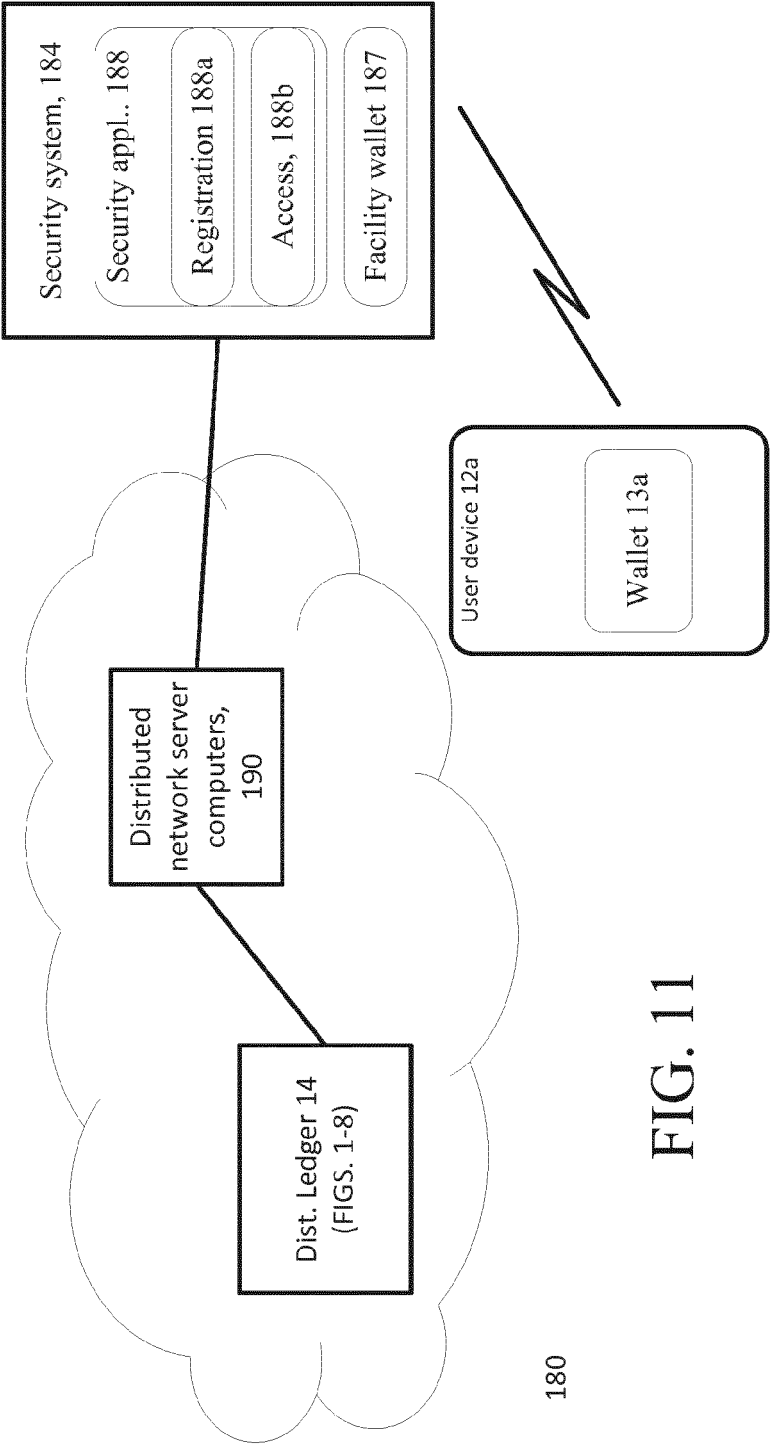 Security system, 184
Security appl.. 188
Registration 188a
Access, 188b
Facility wallet 187
Distributed
network server
computers,
190
Dist. Ledger 14
(FIGS. 1-8)
User device 12a
Wallet 13a
180
FIG. 11